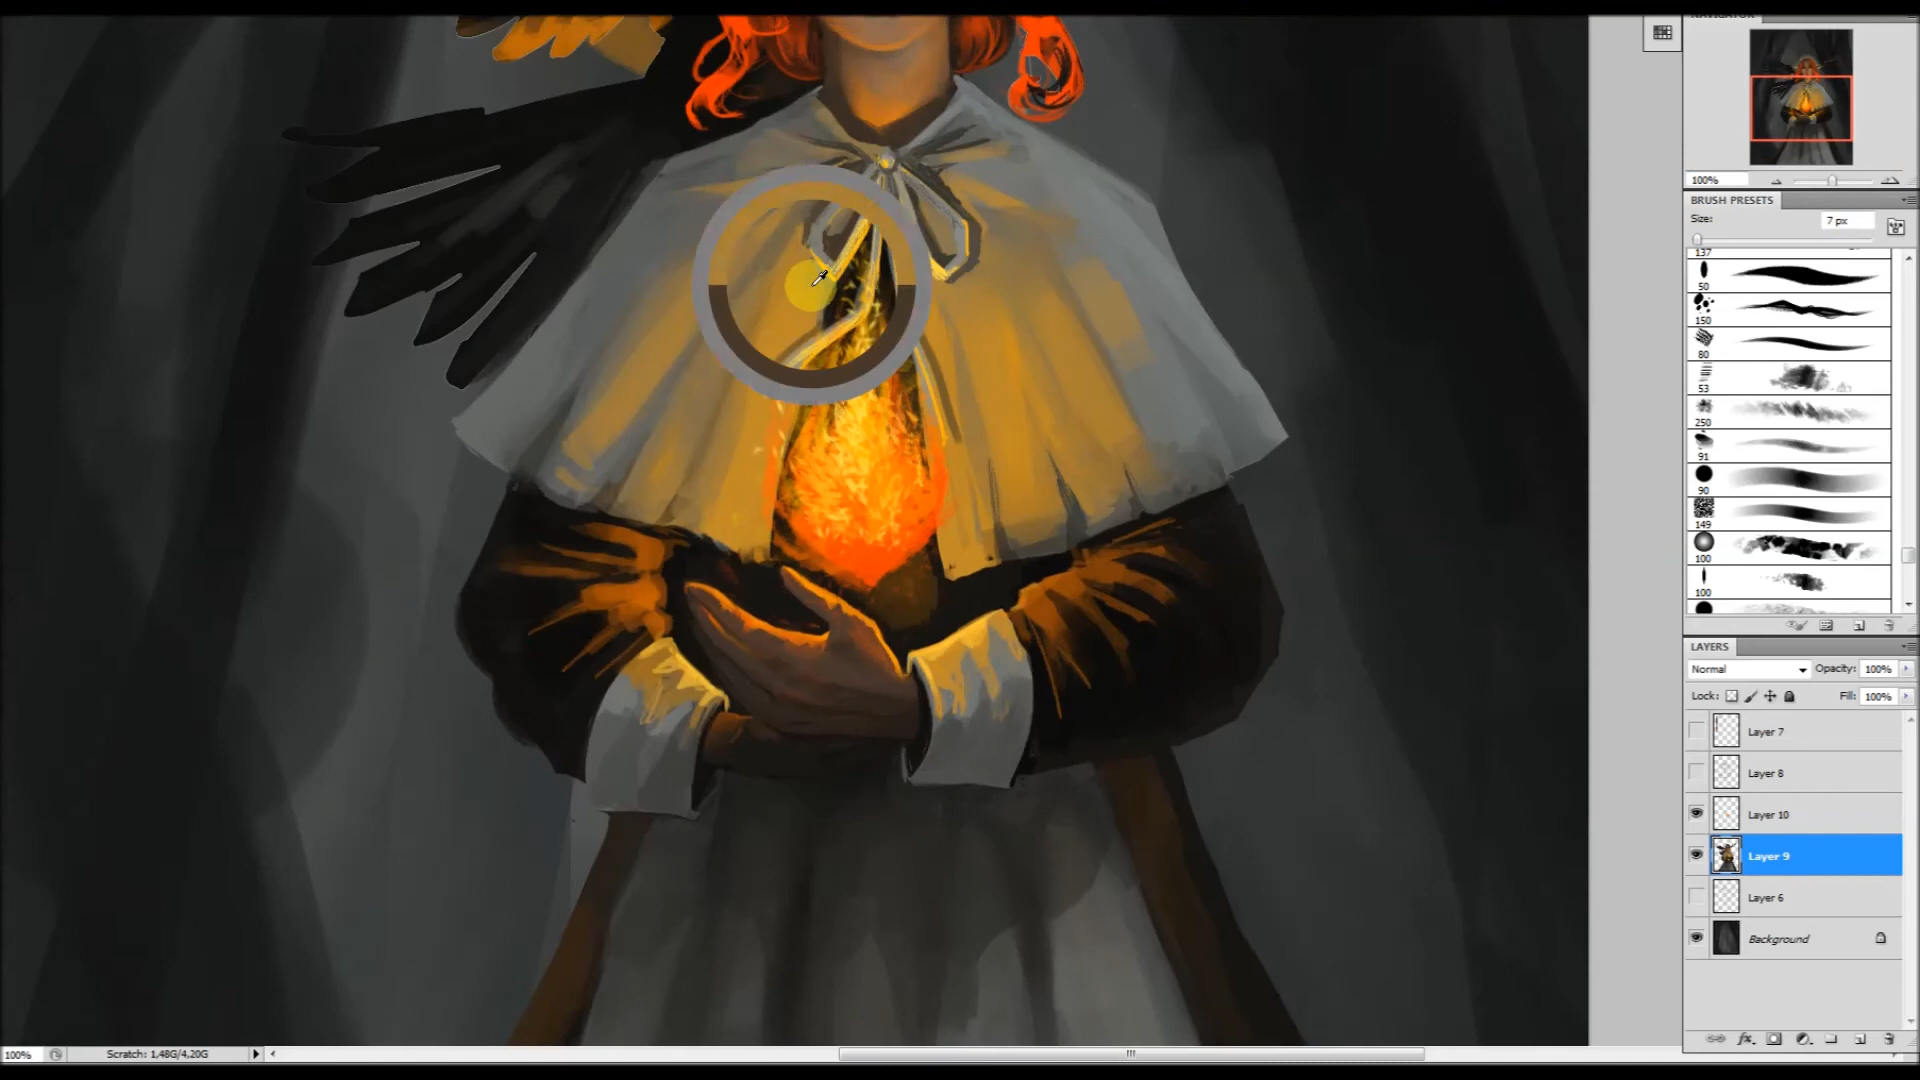 NAVIGATOR
100%
BRUSH PRESETS
Size:
7 px
137
50
150
80
53
250
91
90
149
100
100
LAYERS
Normal
Opacity:
100%
Lock:
Fill:
100%
Layer 7
Layer 8
Layer 10
Layer 9
Layer 6
Background
fx
100%
Scratch: 1,48G/4,20G